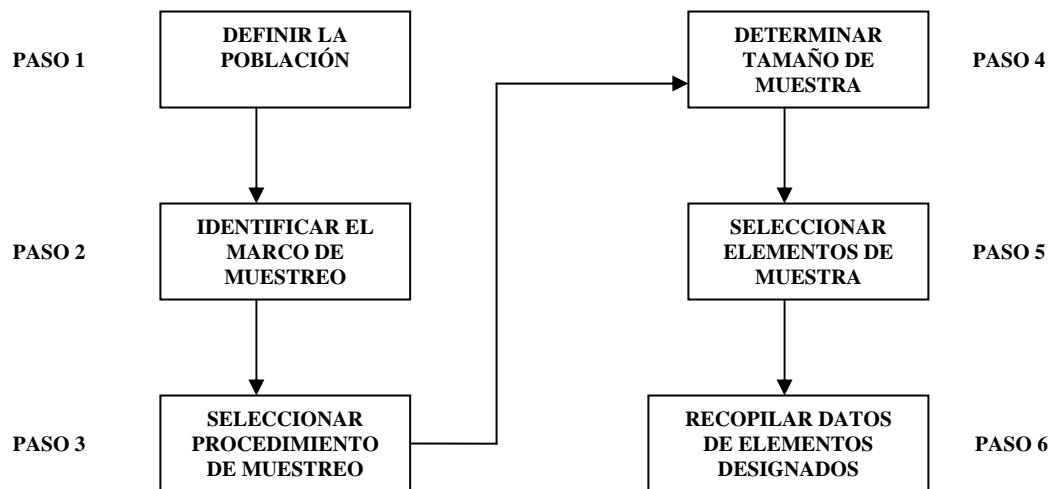 PASO 1
DEFINIR LA
POBLACIÓN
PASO 2
IDENTIFICAR EL
MARCO DE
MUESTREO
PASO 3
SELECCIONAR
PROCEDIMIENTO
DE MUESTREO
DETERMINAR
TAMAÑO DE
MUESTRA
PASO 4
SELECCIONAR
ELEMENTOS DE
MUESTRA
PASO 5
RECOPILAR DATOS
DE ELEMENTOS
DESIGNADOS
PASO 6